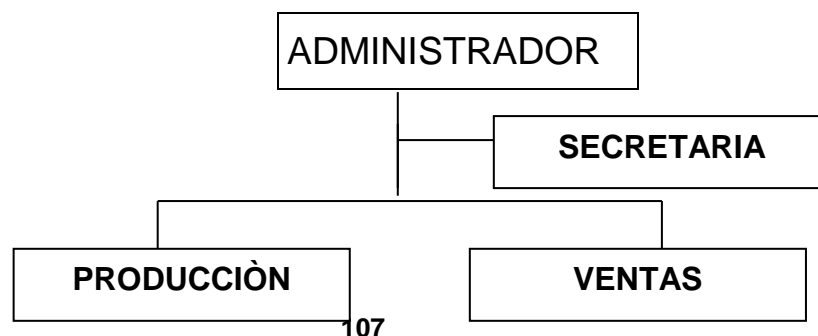 ADMINISTRADOR
SECRETARIA
PRODUCCIÒN
VENTAS
107